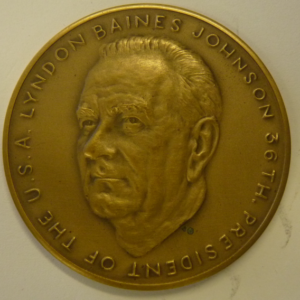 LYNDON BAINES JOHNSON 36TH. PRESIDENT OF THE U.S.A.